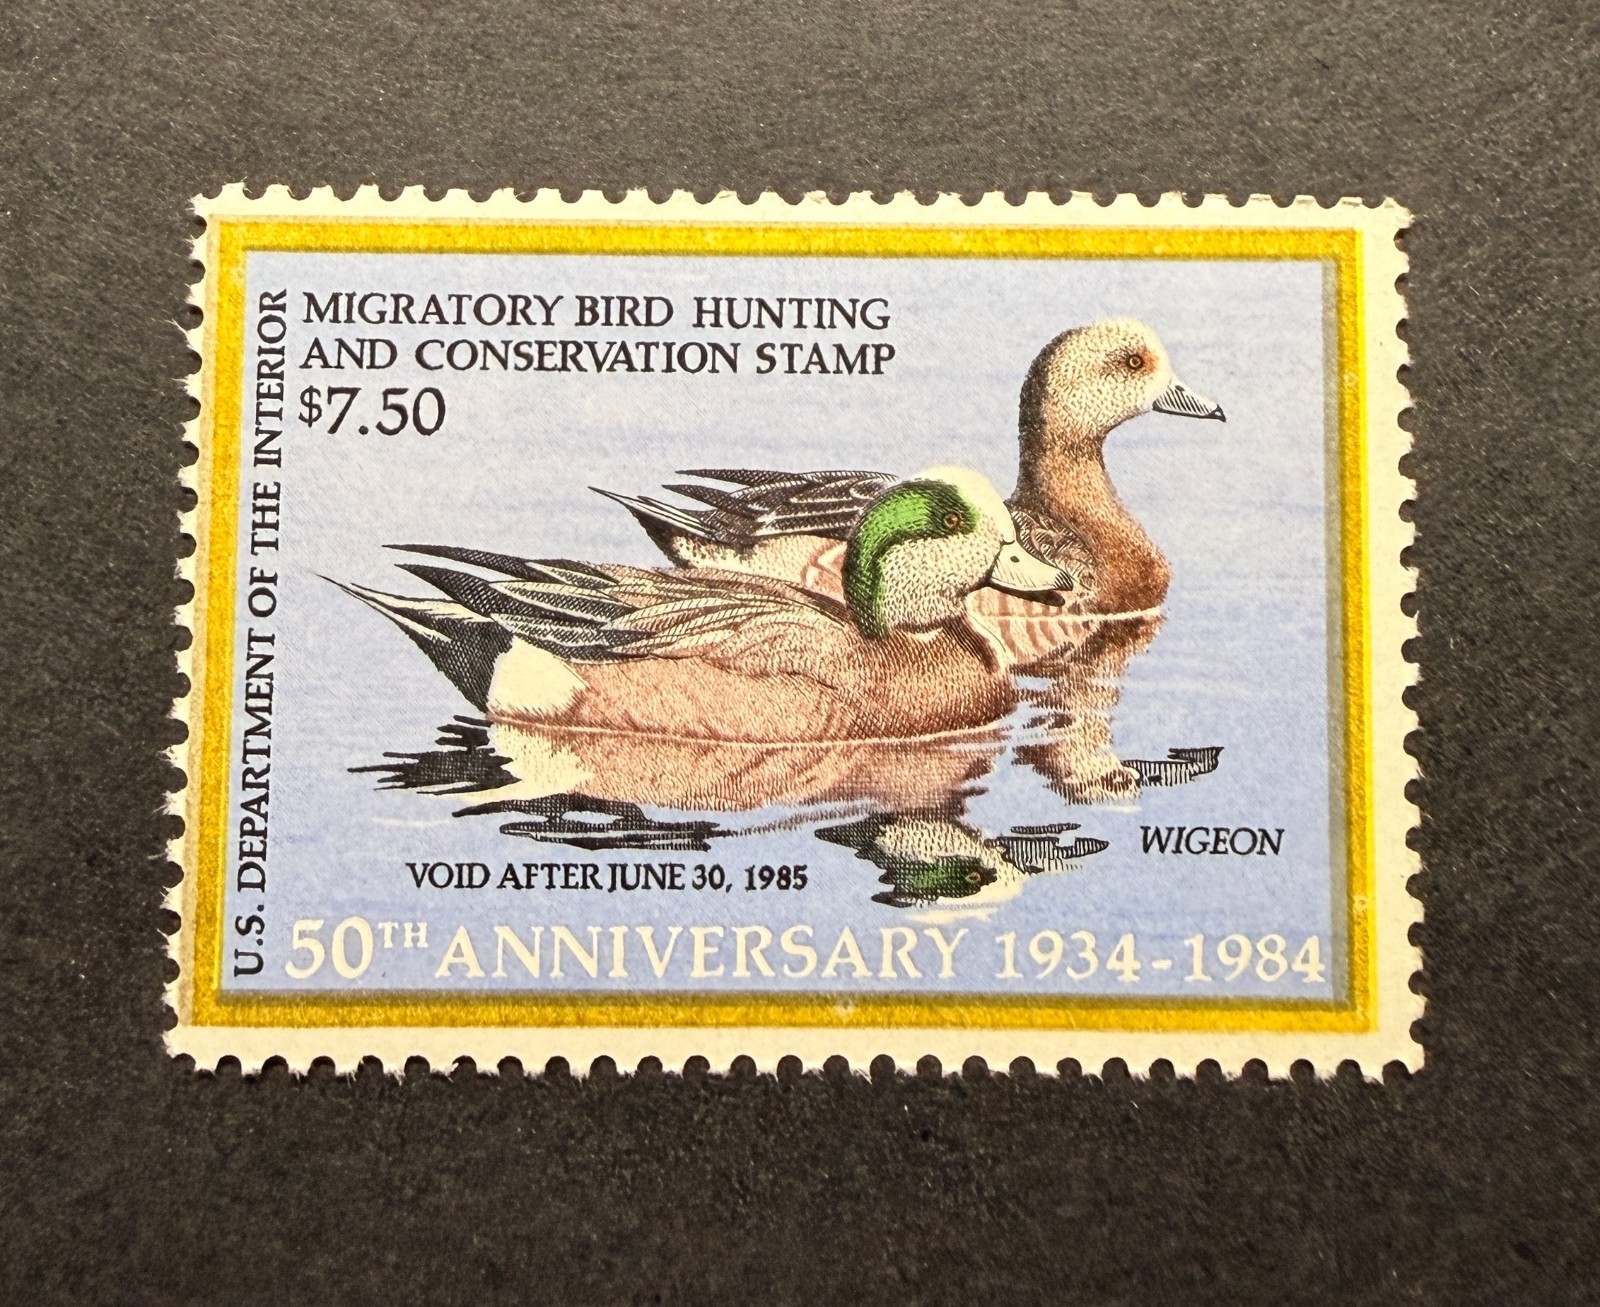 U.S. DEPARTMENT OF THE INTERIOR
MIGRATORY BIRD HUNTING
AND CONSERVATION STAMP
$7.50
WIGEON
VOID AFTER JUNE 30, 1985
50TH ANNIVERSARY 1934-1984